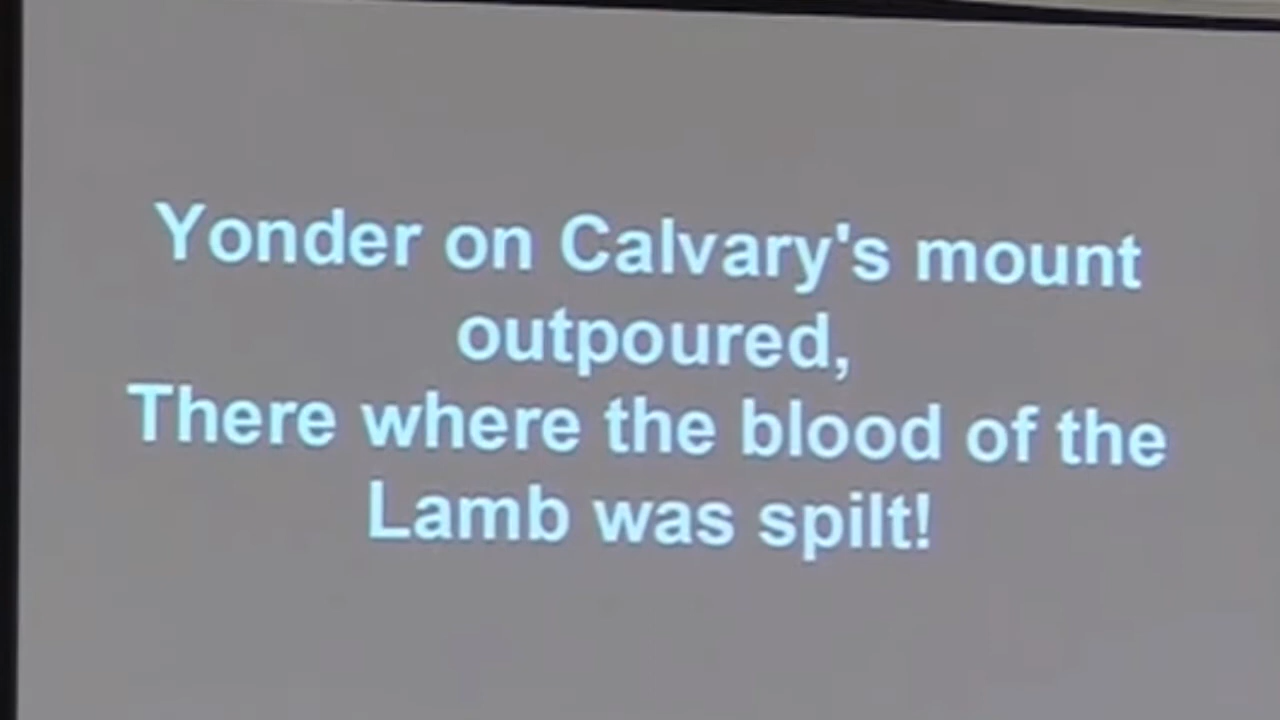 Yonder on Calvary's mount
outpoured,
There where the blood of the
Lamb was spilt!